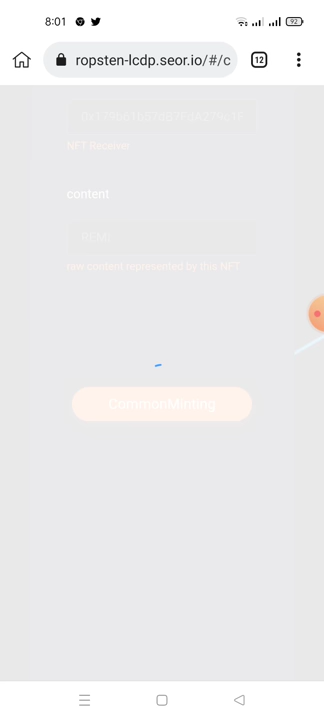 8:01
92
ropsten-lcdp.seor.io/#/c
12
NFT Receiver
content
raw content represented by this NFT
CommonMinting